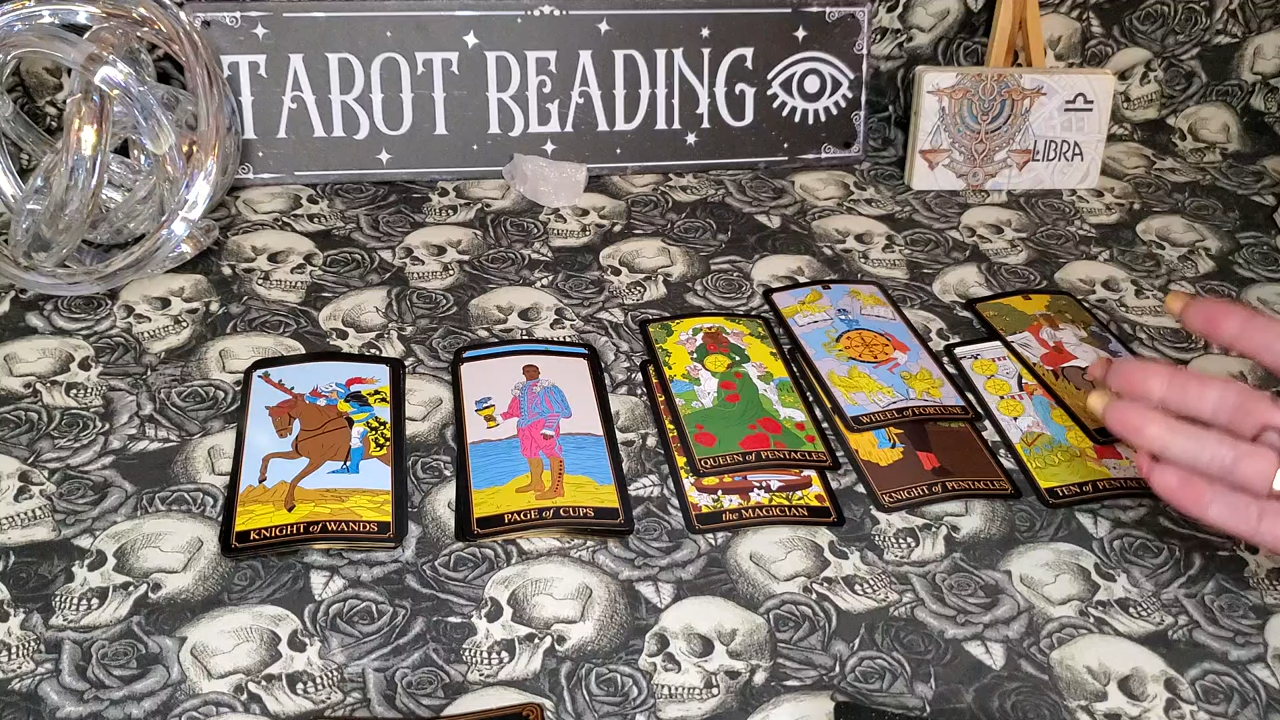 TAROT READING
LIBRA
KNIGHT of WANDS
PAGE of CUPS
QUEEN of PENTACLES
the MAGICIAN
WHEEL of FORTUNE
KNIGHT of PENTACLES
TEN of PENTAC